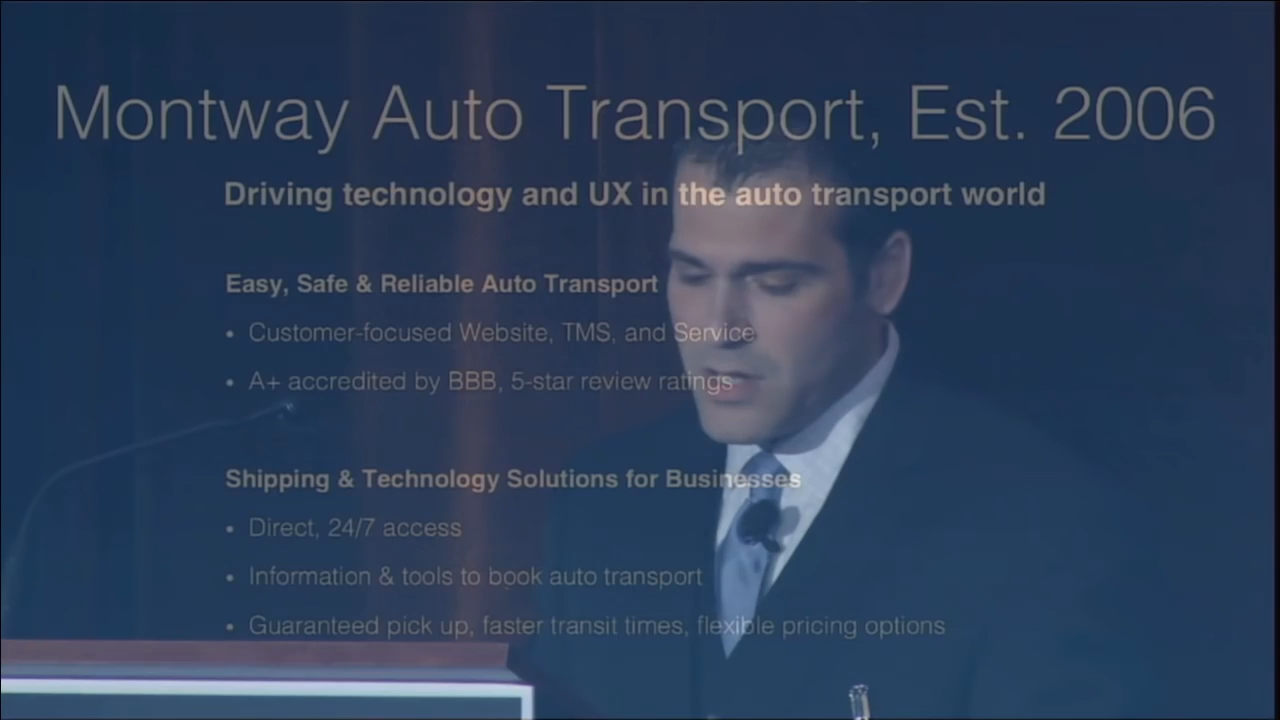 Montway Auto Transport, Est. 2006
Driving technology and UX in the auto transport world
Easy, Safe & Reliable Auto Transport
• Customer-focused Website, TMS, and Service
• A+ accredited by BBB, 5-star review ratings
Shipping & Technology Solutions for Businesses
• Direct, 24/7 access
• Information & tools to book auto transport
• Guaranteed pick up, faster transit times, flexible pricing options